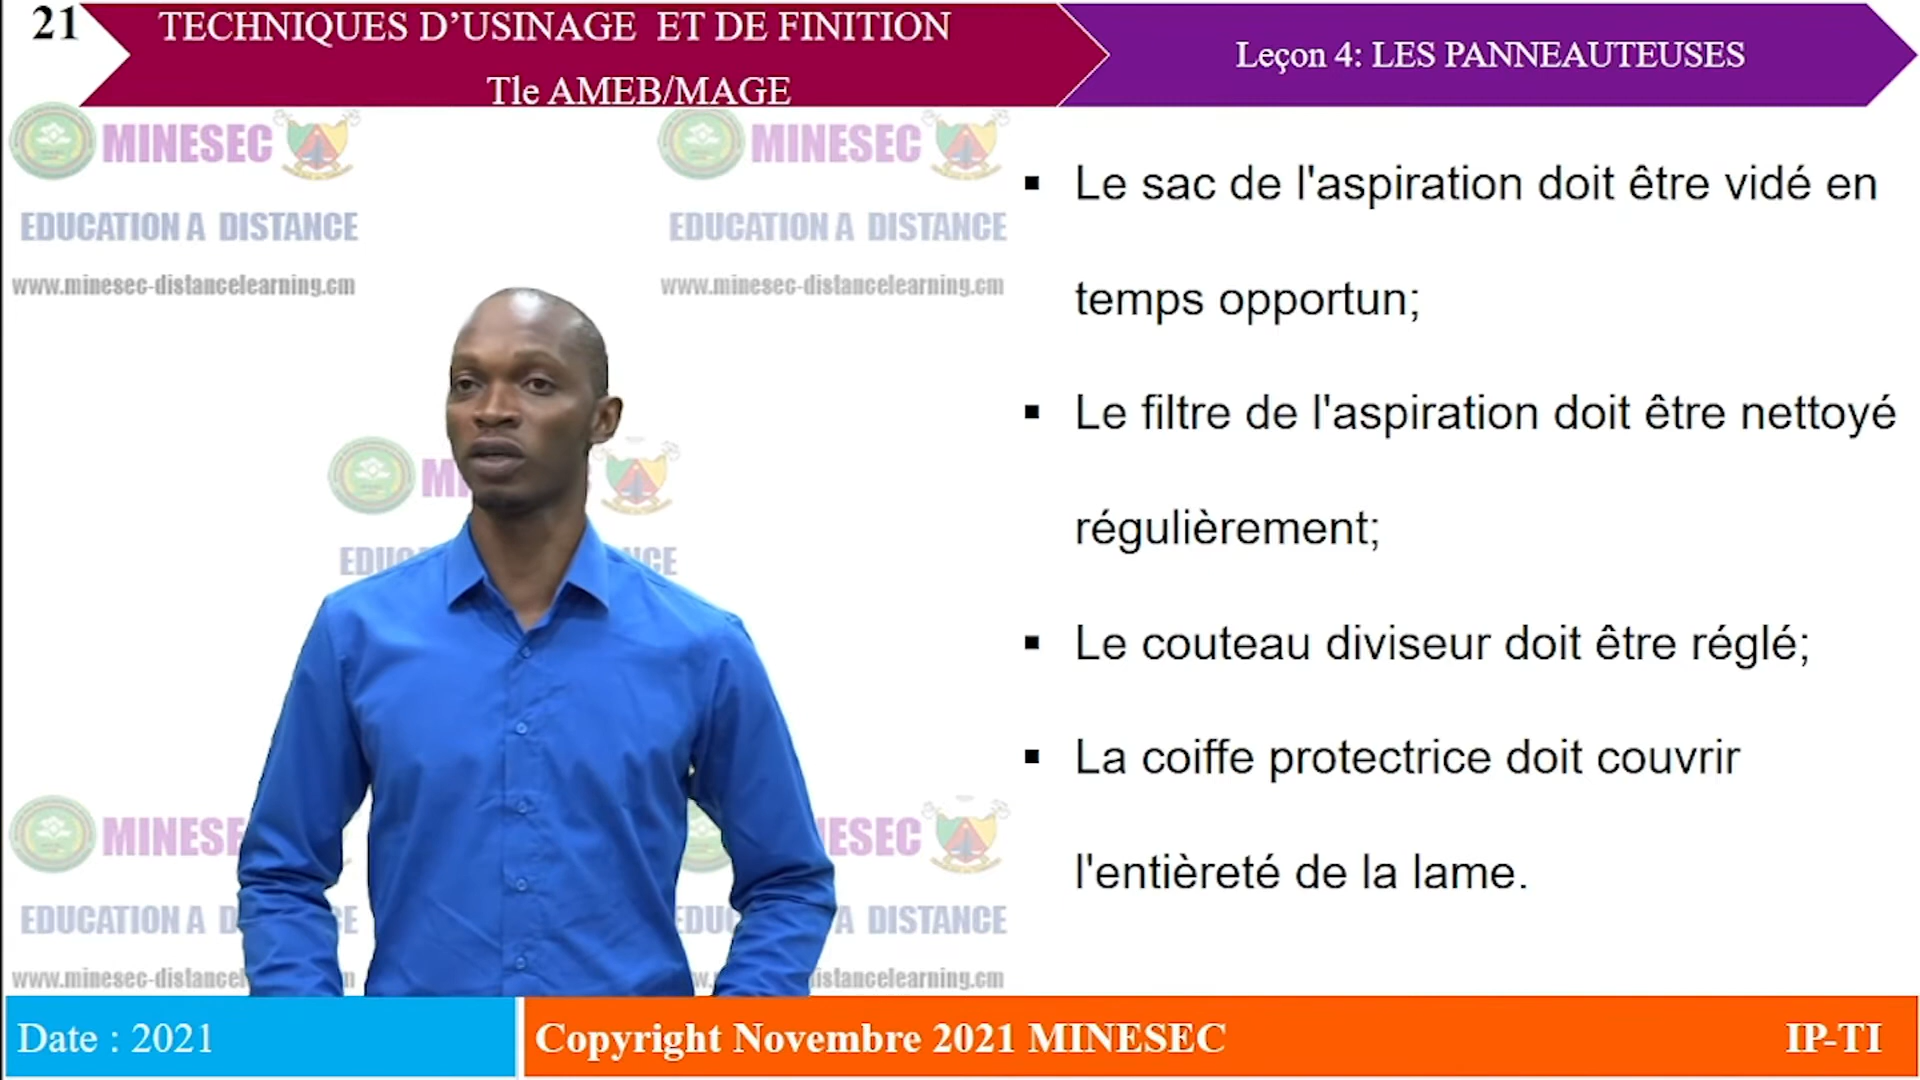 21
TECHNIQUES D’USINAGE ET DE FINITION
Tle AMEB/MAGE
Leçon 4: LES PANNEAUTEUSES
MINESEC
EDUCATION A DISTANCE
www.minesec-distancelearning.cm
MINESEC
EDUCATION A DISTANCE
www.minesec-distancelearning.cm
▪ Le sac de l'aspiration doit être vidé en
temps opportun;
▪ Le filtre de l'aspiration doit être nettoyé
régulièrement;
▪ Le couteau diviseur doit être réglé;
▪ La coiffe protectrice doit couvrir
l'entièreté de la lame.
Date : 2021
Copyright Novembre 2021 MINESEC
IP-TI